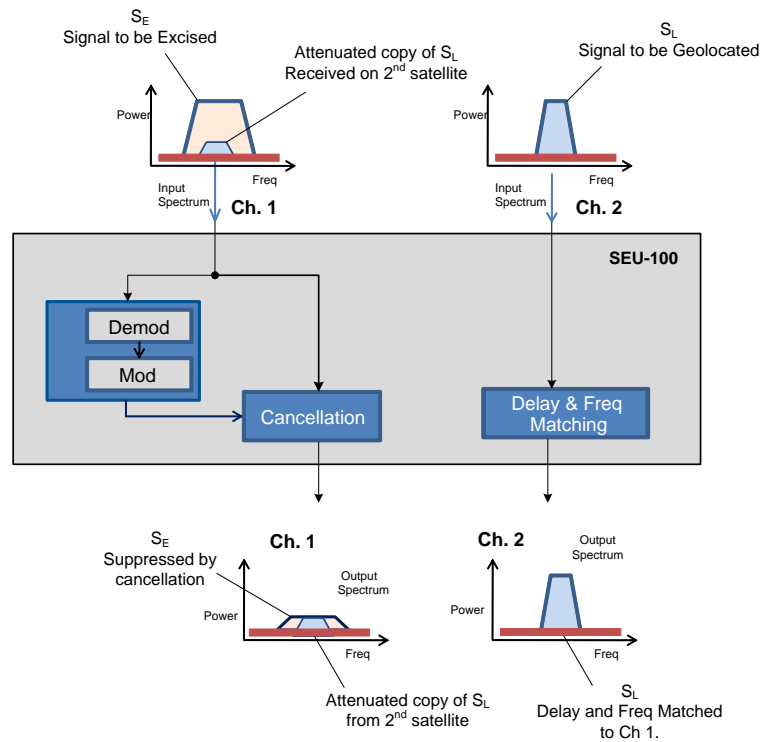 S_E
Signal to be Excised
Attenuated copy of S_L
Received on 2nd satellite
S_L
Signal to be Geolocated
Power
Freq
Input
Spectrum
Ch. 1
Power
Freq
Input
Spectrum
Ch. 2
SEU-100
Demod
Mod
Cancellation
Delay & Freq
Matching
S_E
Suppressed by
cancellation
Ch. 1
Output
Spectrum
Power
Freq
Attenuated copy of S_L
from 2nd satellite
Ch. 2
Output
Spectrum
Power
Freq
S_L
Delay and Freq Matched
to Ch 1.